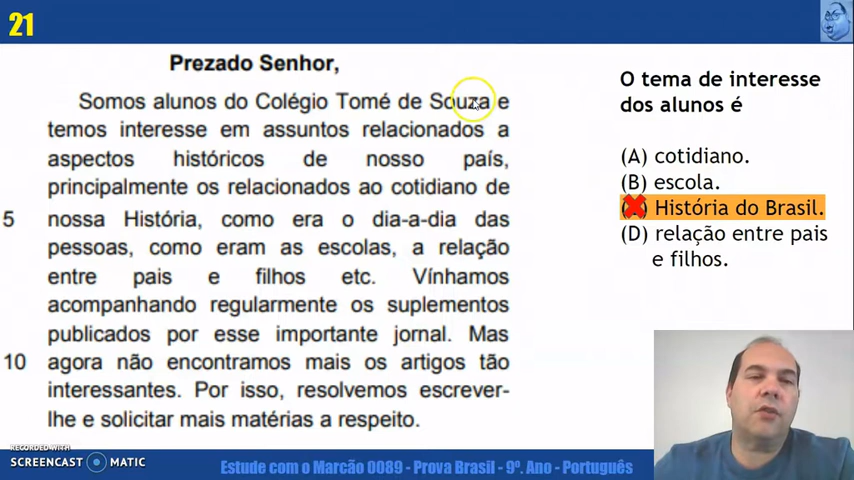 21
Prezado Senhor,
Somos alunos do Colégio Tomé de Souza e
temos interesse em assuntos relacionados a
aspectos históricos de nosso país,
principalmente os relacionados ao cotidiano de
5 nossa História, como era o dia-a-dia das
pessoas, como eram as escolas, a relação
entre pais e filhos etc. Vínhamos
acompanhando regularmente os suplementos
publicados por esse importante jornal. Mas
10 agora não encontramos mais os artigos tão
interessantes. Por isso, resolvemos escrever-
lhe e solicitar mais matérias a respeito.
O tema de interesse
dos alunos é
(A) cotidiano.
(B) escola.
História do Brasil.
(D) relação entre pais
e filhos.
RECORDED WITH
SCREENCAST MATIC
Estude com o Marcão 0089 - Prova Brasil - 9º. Ano - Português